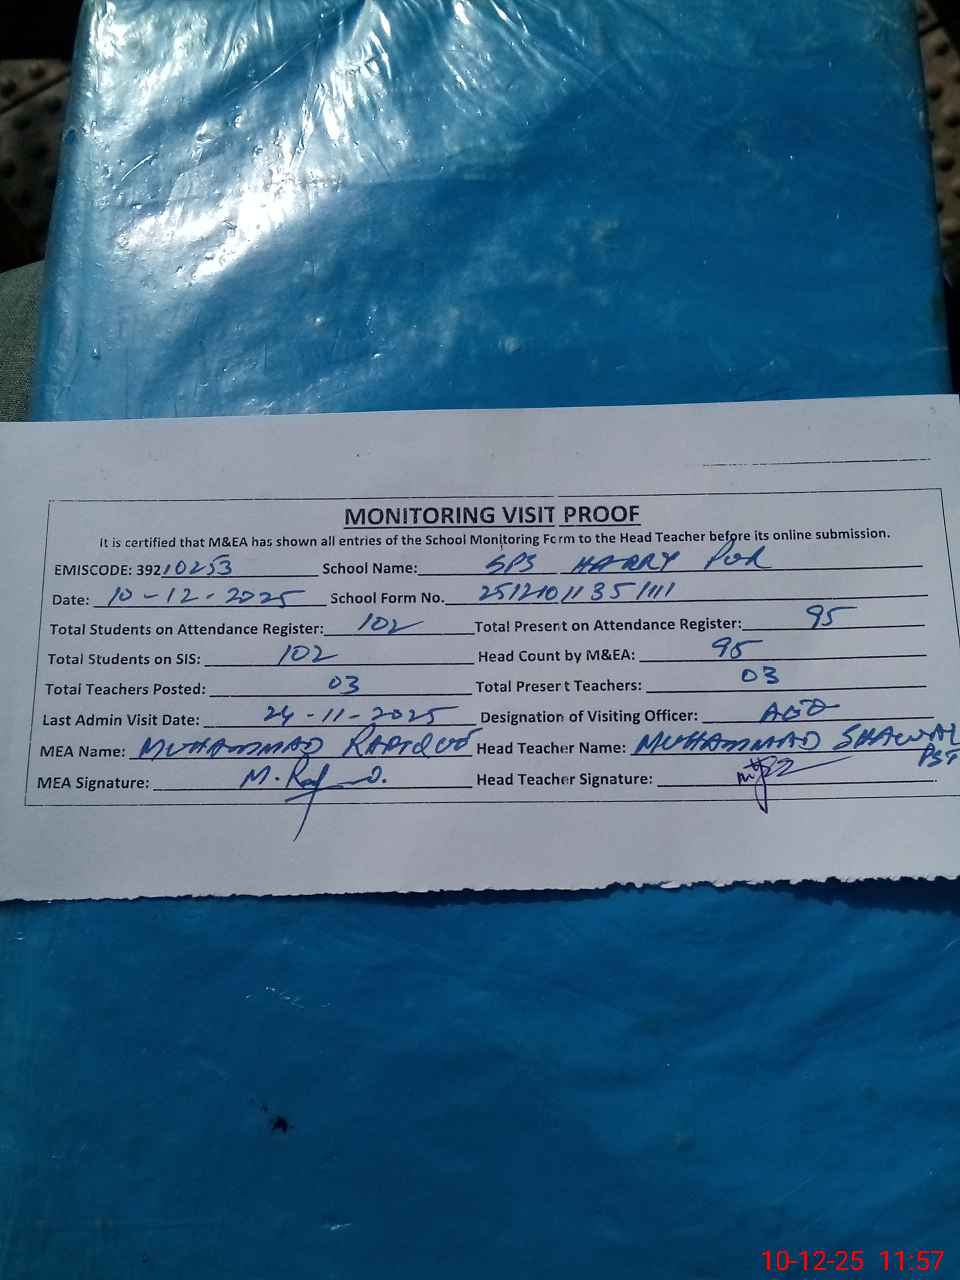 MONITORING VISIT PROOF
It is certified that M&EA has shown all entries of the School Monitoring Form to the Head Teacher before its online submission.
EMISCODE: 39210253 School Name: GPS HARRY POR
Date: 10-12-2025 School Form No. 25121011351111
Total Students on Attendance Register: 102 Total Present on Attendance Register: 95
Total Students on SIS: 102 Head Count by M&EA: 95
Total Teachers Posted: 03 Total Present Teachers: 03
Last Admin Visit Date: 24-11-2025 Designation of Visiting Officer: AEO
MEA Name: MUHAMMAD Head Teacher Name: MUHAMMAD SHAWAL
PST
MEA Signature: Head Teacher Signature:
10-12-25 11:57